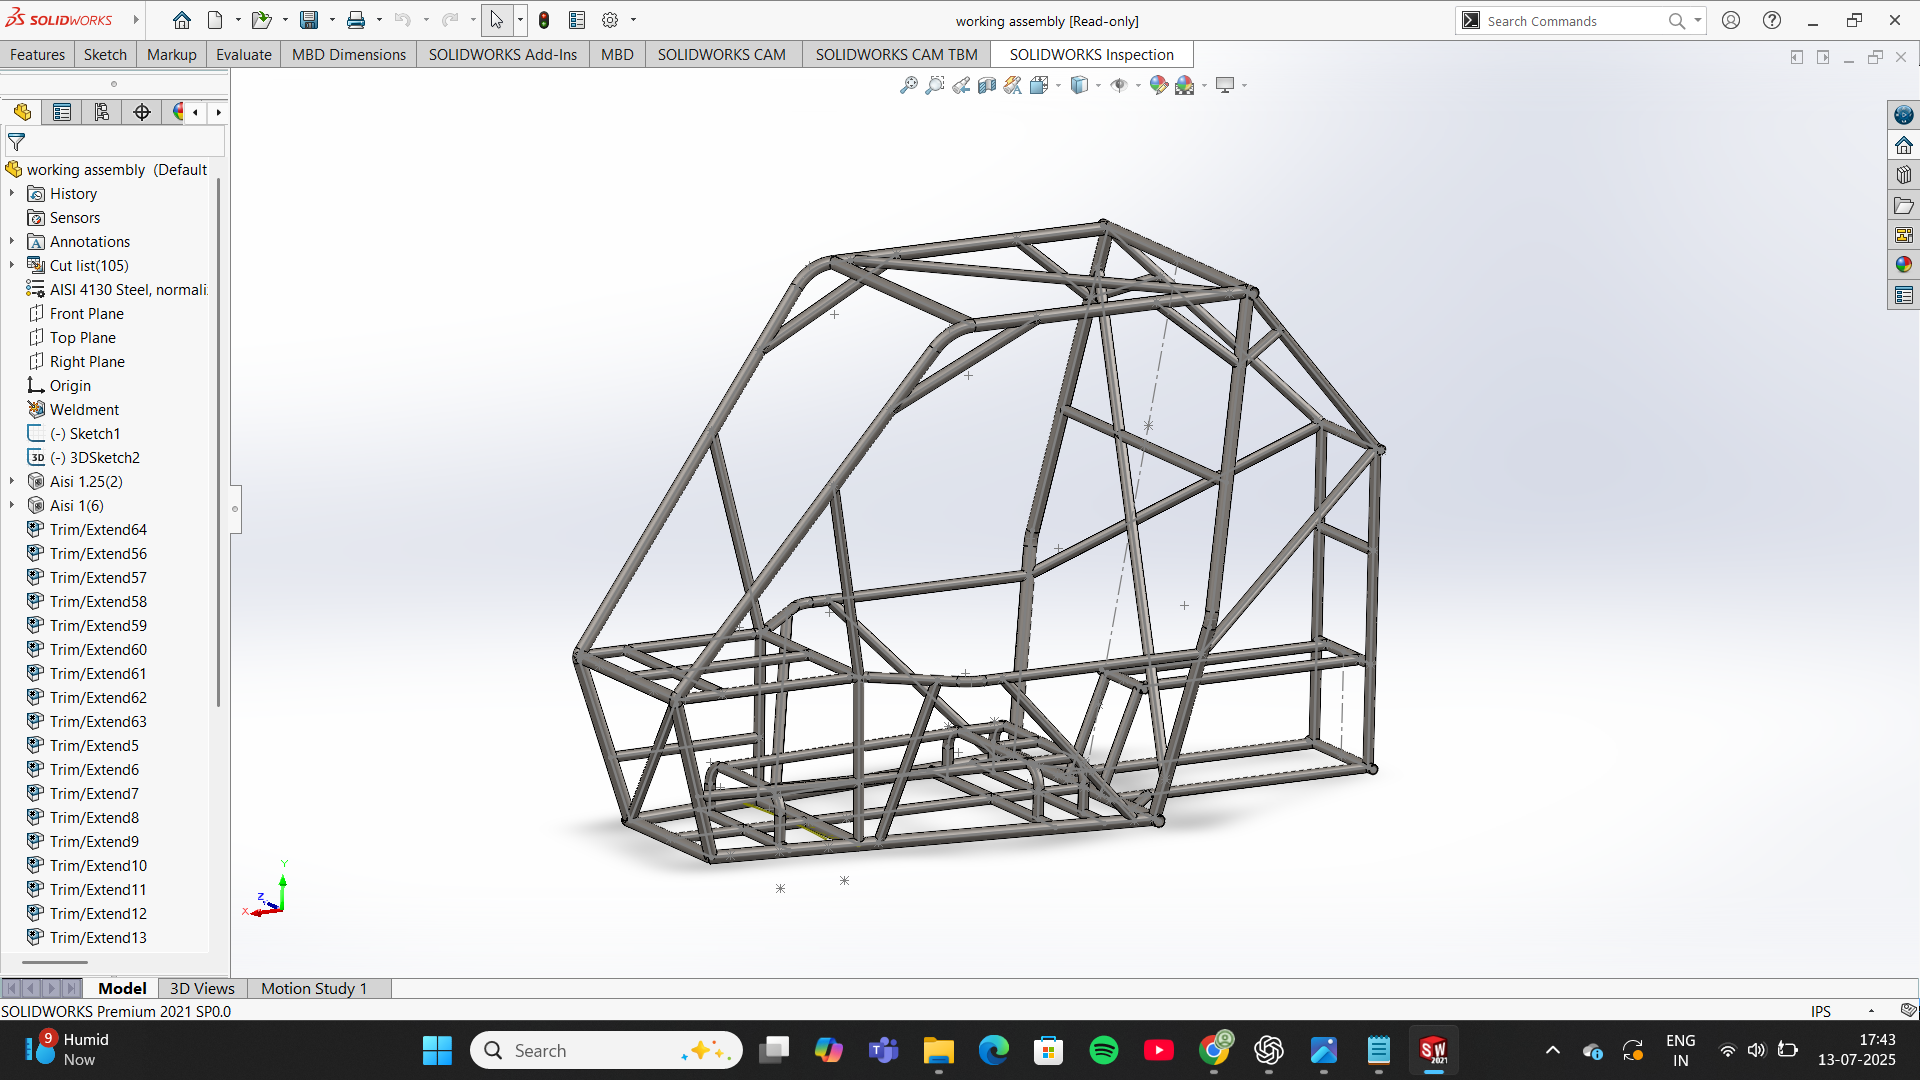 SOLIDWORKS
working assembly [Read-only]
Search Commands
Features
Sketch
Markup
Evaluate
MBD Dimensions
SOLIDWORKS Add-Ins
MBD
SOLIDWORKS CAM
SOLIDWORKS CAM TBM
SOLIDWORKS Inspection
working assembly (Default
History
Sensors
Annotations
Cut list(105)
AISI 4130 Steel, normali
Front Plane
Top Plane
Right Plane
Origin
Weldment
(-) Sketch1
(-) 3DSketch2
Aisi 1.25(2)
Aisi 1(6)
Trim/Extend64
Trim/Extend56
Trim/Extend57
Trim/Extend58
Trim/Extend59
Trim/Extend60
Trim/Extend61
Trim/Extend62
Trim/Extend63
Trim/Extend5
Trim/Extend6
Trim/Extend7
Trim/Extend8
Trim/Extend9
Trim/Extend10
Trim/Extend11
Trim/Extend12
Trim/Extend13
Y
Z
X
Model
3D Views
Motion Study 1
SOLIDWORKS Premium 2021 SP0.0
IPS
9
Humid
Now
Search
SW
2021
ENG
IN
17:43
13-07-2025